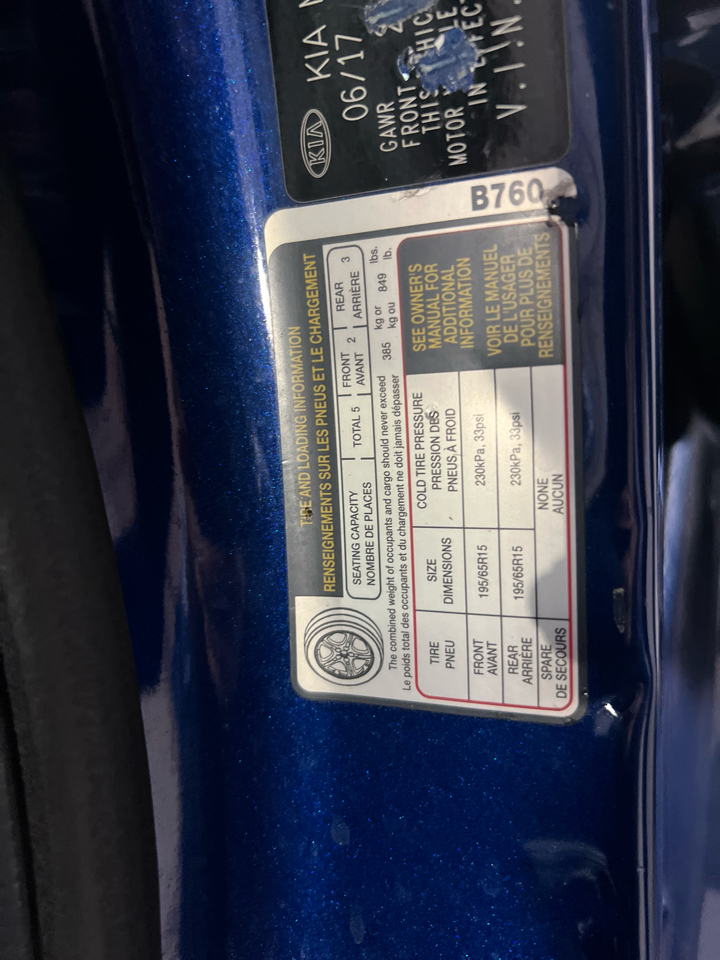 KIA
KIA
06/17
GAWR
FRONT
MOTOR
IN
V.I.N.
B760
TIRE AND LOADING INFORMATION
RENSEIGNEMENTS SUR LES PNEUS ET LE CHARGEMENT
SEATING CAPACITY
NOMBRE DE PLACES
TOTAL 5
FRONT
AVANT 2
REAR
ARRIÈRE 3
The combined weight of occupants and cargo should never exceed 385 kg or 849 lbs.
Le poids total des occupants et du chargement ne doit jamais dépasser kg ou lb.
TIRE
PNEU
SIZE
DIMENSIONS
COLD TIRE PRESSURE
PRESSION DES
PNEUS À FROID
FRONT
AVANT
195/65R15
230kPa, 33psi
REAR
ARRIÈRE
195/65R15
230kPa, 33psi
SPARE
DE SECOURS
NONE
AUCUN
SEE OWNER'S
MANUAL FOR
ADDITIONAL
INFORMATION
VOIR LE MANUEL
DE L'USAGER
POUR PLUS DE
RENSEIGNEMENTS